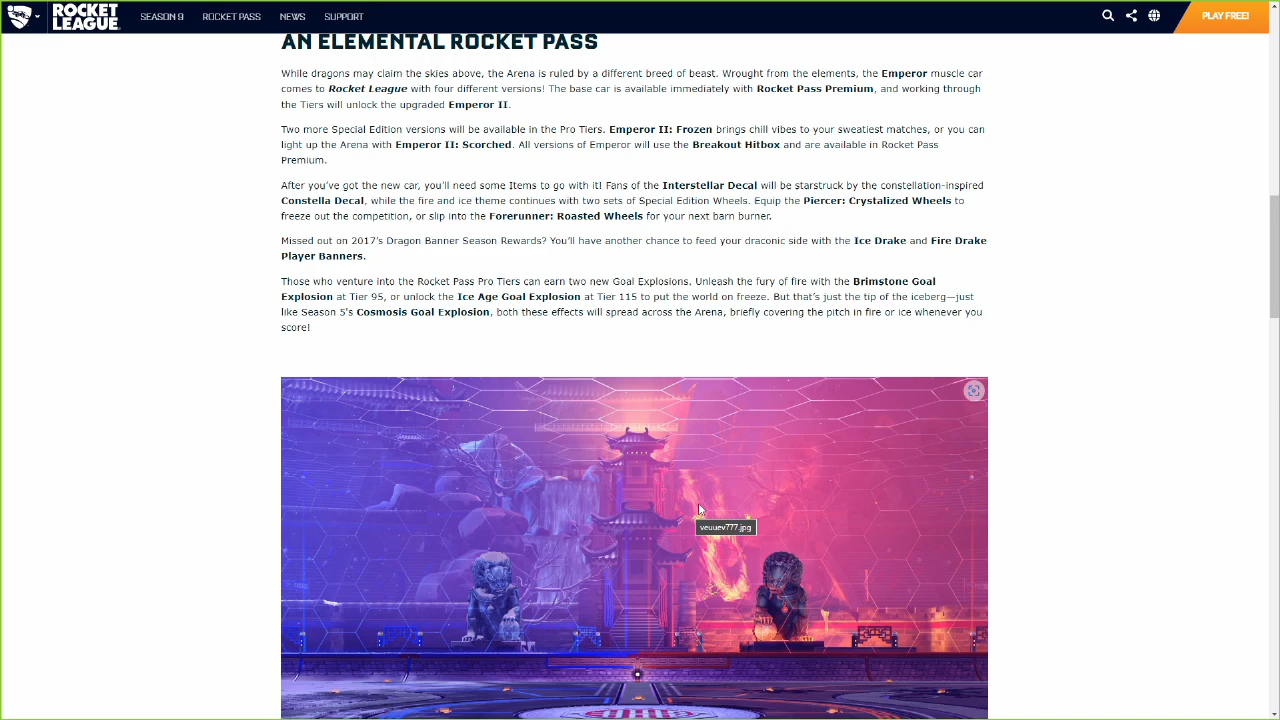 ROCKET
LEAGUE
SEASON 9 ROCKET PASS NEWS SUPPORT PLAY FREE!
AN ELEMENTAL ROCKET PASS
While dragons may claim the skies above, the Arena is ruled by a different breed of beast. Wrought from the elements, the Emperor muscle car
comes to Rocket League with four different versions! The base car is available immediately with Rocket Pass Premium, and working through
the Tiers will unlock the upgraded Emperor II.
Two more Special Edition versions will be available in the Pro Tiers. Emperor II: Frozen brings chill vibes to your sweatiest matches, or you can
light up the Arena with Emperor II: Scorched. All versions of Emperor will use the Breakout Hitbox and are available in Rocket Pass
Premium.
After you've got the new car, you'll need some Items to go with it! Fans of the Interstellar Decal will be starstruck by the constellation-inspired
Constella Decal, while the fire and ice theme continues with two sets of Special Edition Wheels. Equip the Piercer: Crystalized Wheels to
freeze out the competition, or slip into the Forerunner: Roasted Wheels for your next barn burner.
Missed out on 2017's Dragon Banner Season Rewards? You'll have another chance to feed your draconic side with the Ice Drake and Fire Drake
Player Banners.
Those who venture into the Rocket Pass Pro Tiers can earn two new Goal Explosions. Unleash the fury of fire with the Brimstone Goal
Explosion at Tier 95, or unlock the Ice Age Goal Explosion at Tier 115 to put the world on freeze. But that's just the tip of the iceberg—just
like Season 5's Cosmosis Goal Explosion, both these effects will spread across the Arena, briefly covering the pitch in fire or ice whenever you
score!
veuuev777.jpg